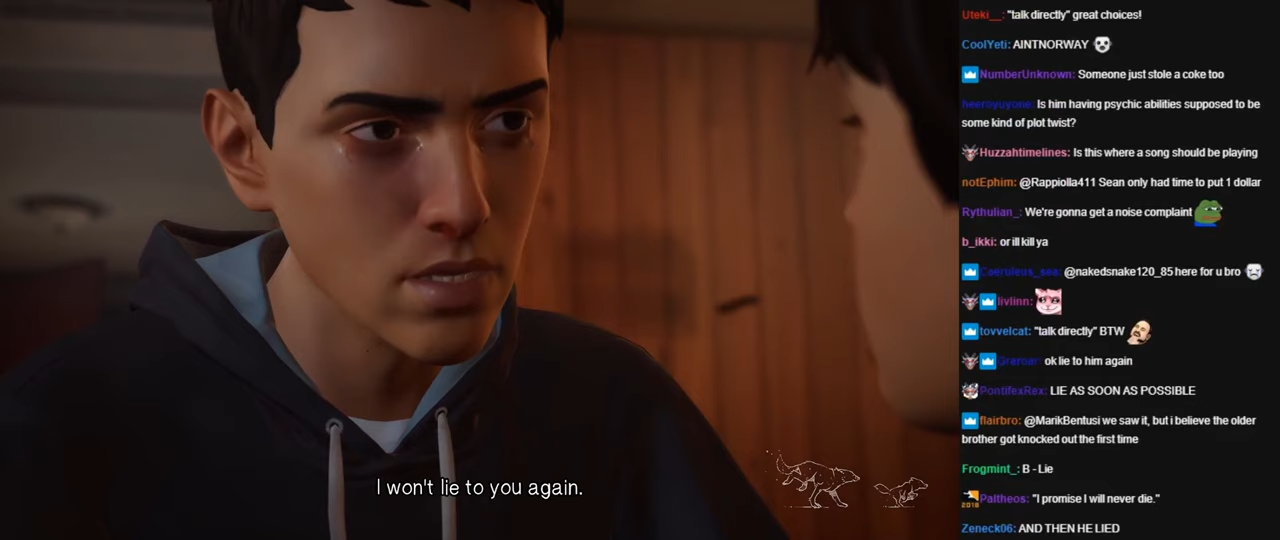 I won't lie to you again.
Uteki__: "talk directly" great choices!
CoolYeti: AINTNORWAY
NumberUnknown: Someone just stole a coke too
heeroyuyone: Is him having psychic abilities supposed to be
some kind of plot twist?
Huzzahtimelines: Is this where a song should be playing
notEphim: @Rappiolla411 Sean only had time to put 1 dollar
Rythulian_: We're gonna get a noise complaint
b_ikki: or ill kill ya
Caeruleus_sea: @nakedsnake120_85 here for u bro
livlinn:
tovvelcat: "talk directly" BTW
ok lie to him again
PontifexRex: LIE AS SOON AS POSSIBLE
flairbro: @MarikBentusi we saw it, but i believe the older
brother got knocked out the first time
Frogmint_: B - Lie
2018 Paltheos: "I promise I will never die."
Zeneck06: AND THEN HE LIED